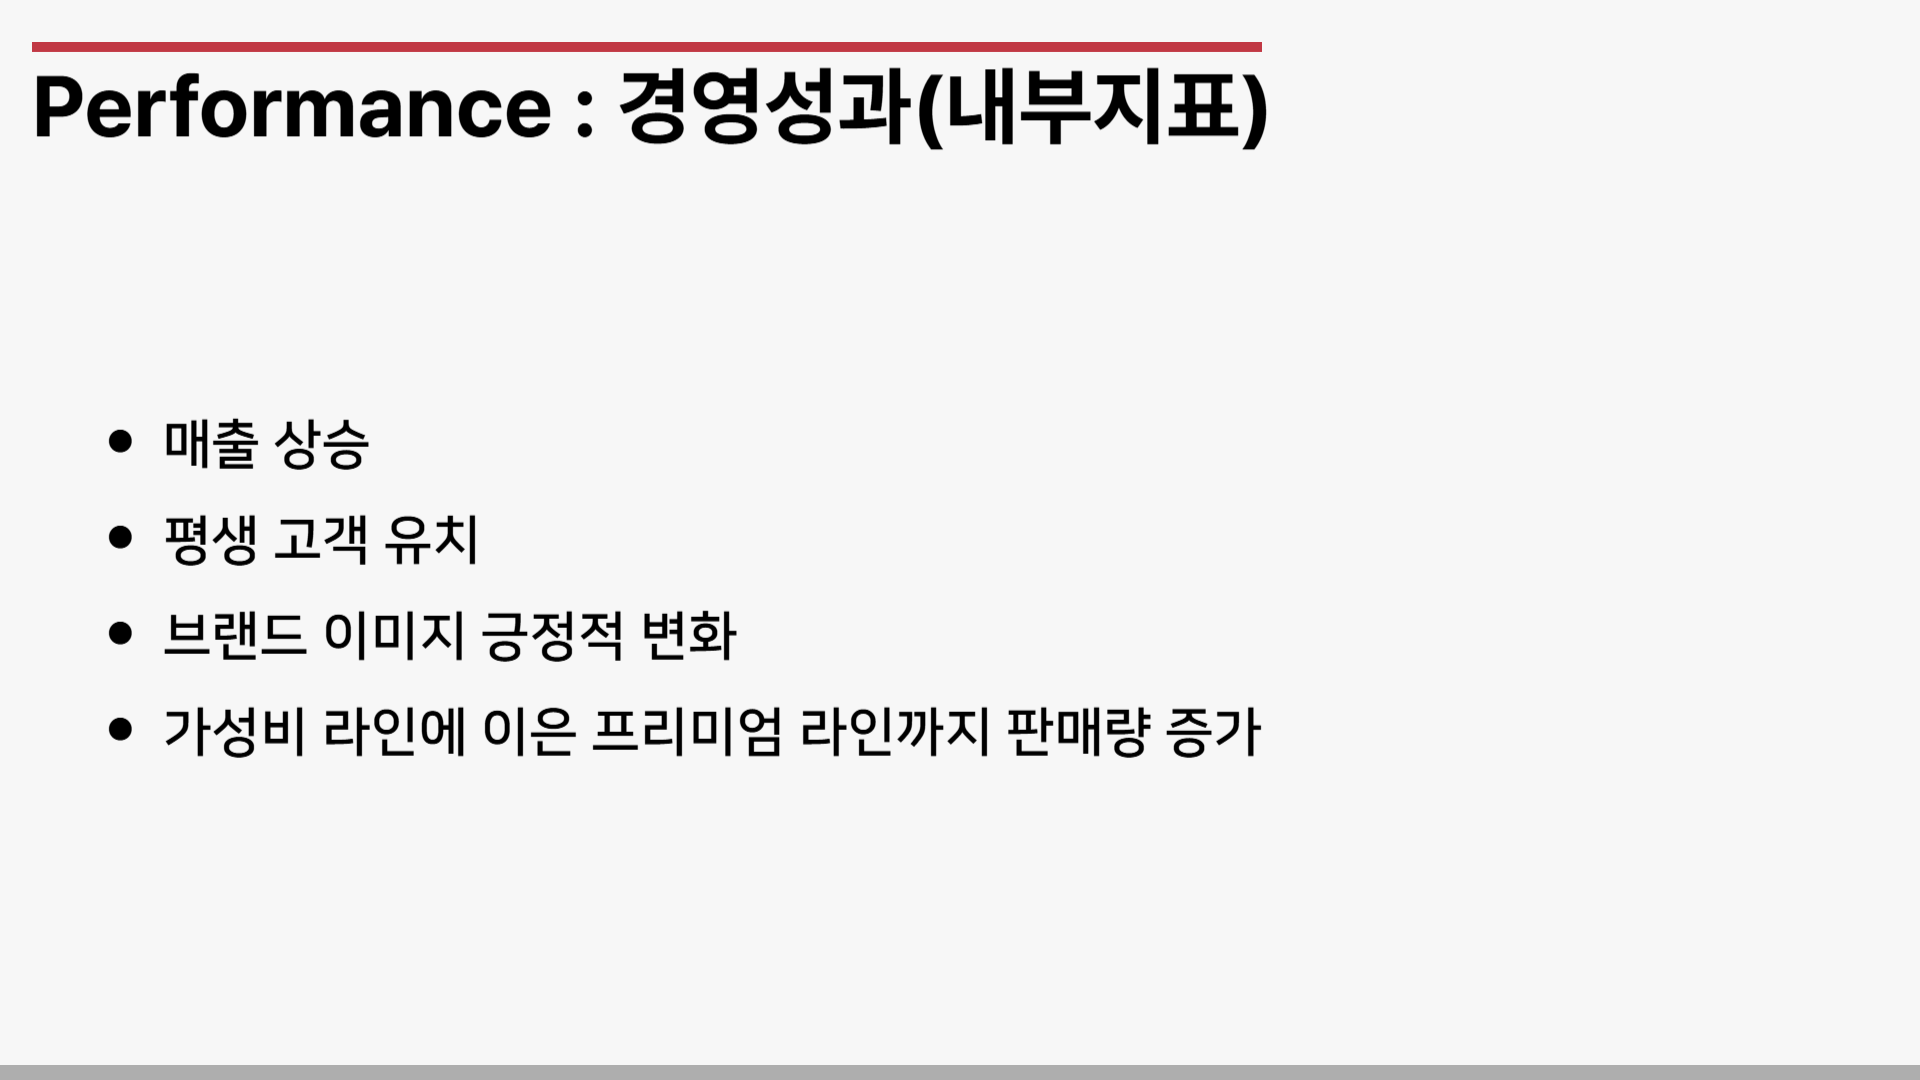 Performance : 경영성과(내부지표)
● 매출 상승
● 평생 고객 유치
● 브랜드 이미지 긍정적 변화
● 가성비 라인에 이은 프리미엄 라인까지 판매량 증가